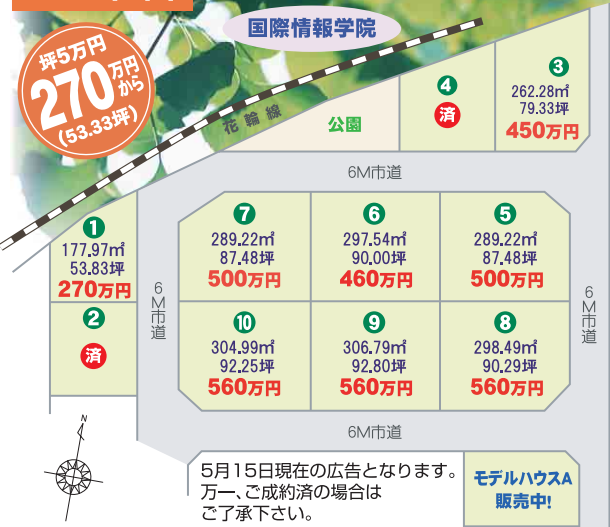 国際情報学院
坪5万円
270万円から
(53.33坪)
花輪線
公園
④
済
③
262.28㎡
79.33坪
450万円
6M市道
①
177.97㎡
53.83坪
270万円
②
済
6M市道
⑦
289.22㎡
87.48坪
500万円
⑥
297.54㎡
90.00坪
460万円
⑤
289.22㎡
87.48坪
500万円
⑩
304.99㎡
92.25坪
560万円
⑨
306.79㎡
92.80坪
560万円
⑧
298.49㎡
90.29坪
560万円
6M市道
6M市道
N
5月15日現在の広告となります。
万一、ご成約済の場合は
ご了承下さい。
モデルハウスA
販売中!